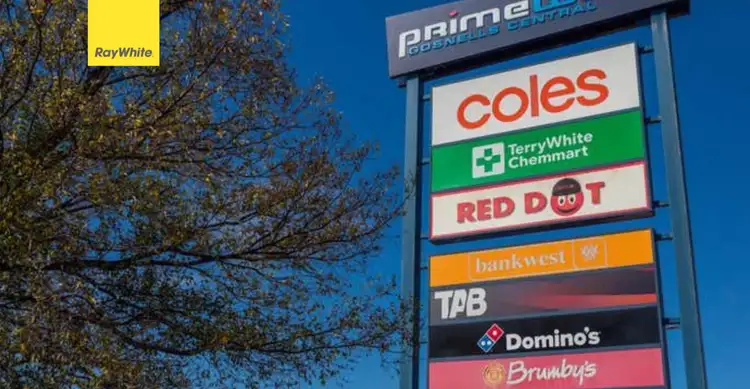 RayWhite.
PRIME
GOSNELLS CENTRAL
coles
TerryWhite
Chemmart
RED DOT
bankwest
TAB
Domino's
Brumby's